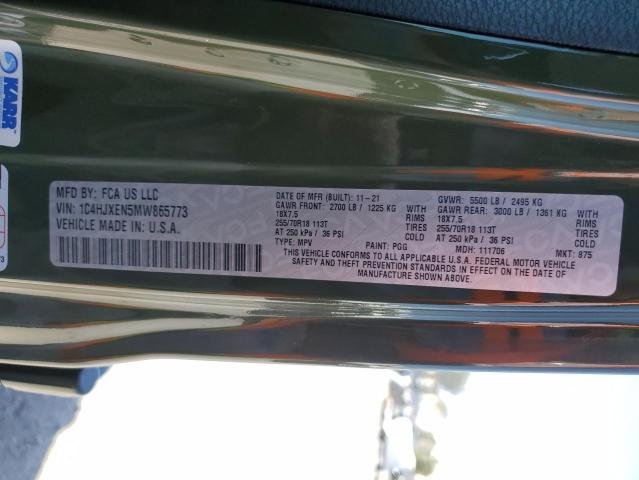 KARR
MFD BY: FCA US LLC
VIN: 1C4HJXEN5MW865773
VEHICLE MADE IN: U.S.A.
DATE OF MFR (BUILT): 11-21 GVWR: 5500 LB / 2495 KG
GAWR FRONT: 2700 LB / 1225 KG WITH GAWR REAR: 3000 LB / 1361 KG WITH
18X7.5 RIMS 18X7.5 RIMS
255/70R18 113T TIRES 255/70R18 113T TIRES
AT 250 kPa / 36 PSI COLD AT 250 kPa / 36 PSI COLD
TYPE: MPV PAINT: PGG MDH: 111706 MKT: 875
THIS VEHICLE CONFORMS TO ALL APPLICABLE U.S.A. FEDERAL MOTOR VEHICLE
SAFETY AND THEFT PREVENTION STANDARDS IN EFFECT ON THE DATE OF
MANUFACTURE SHOWN ABOVE.